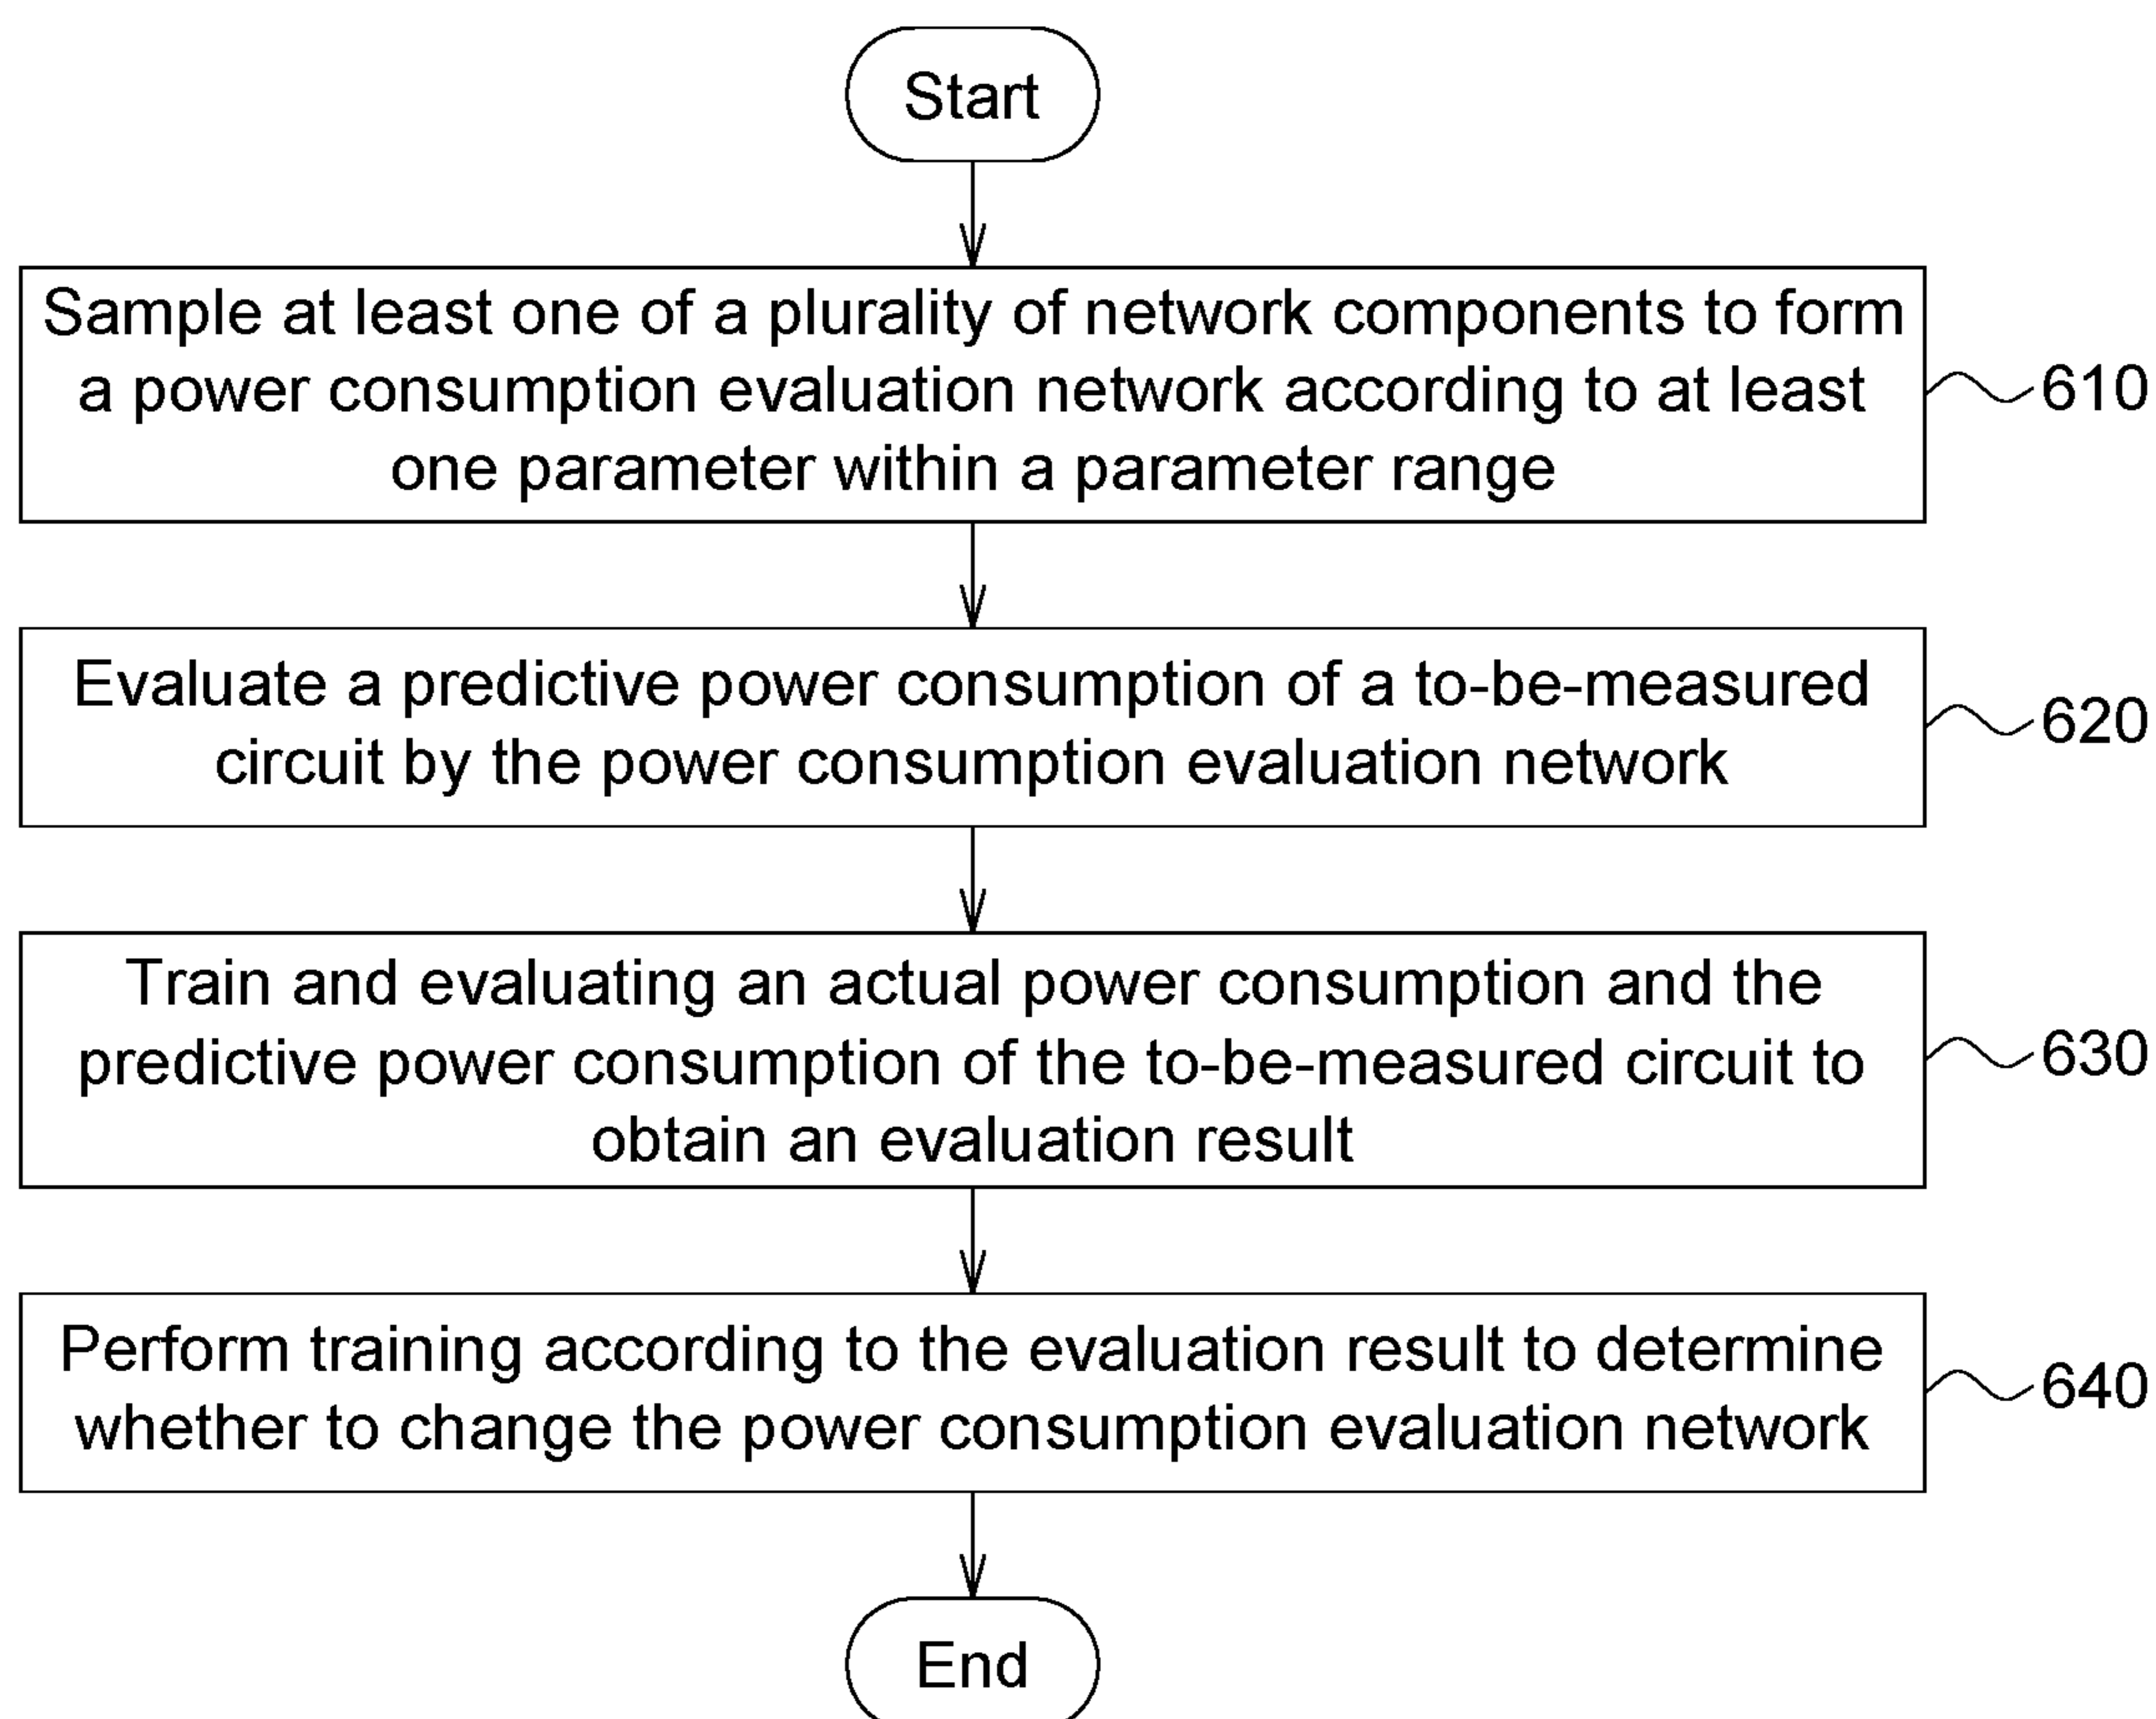 Start
Sample at least one of a plurality of network components to form
a power consumption evaluation network according to at least
one parameter within a parameter range
610
Evaluate a predictive power consumption of a to-be-measured
circuit by the power consumption evaluation network
620
Train and evaluating an actual power consumption and the
predictive power consumption of the to-be-measured circuit to
obtain an evaluation result
630
Perform training according to the evaluation result to determine
whether to change the power consumption evaluation network
640
End